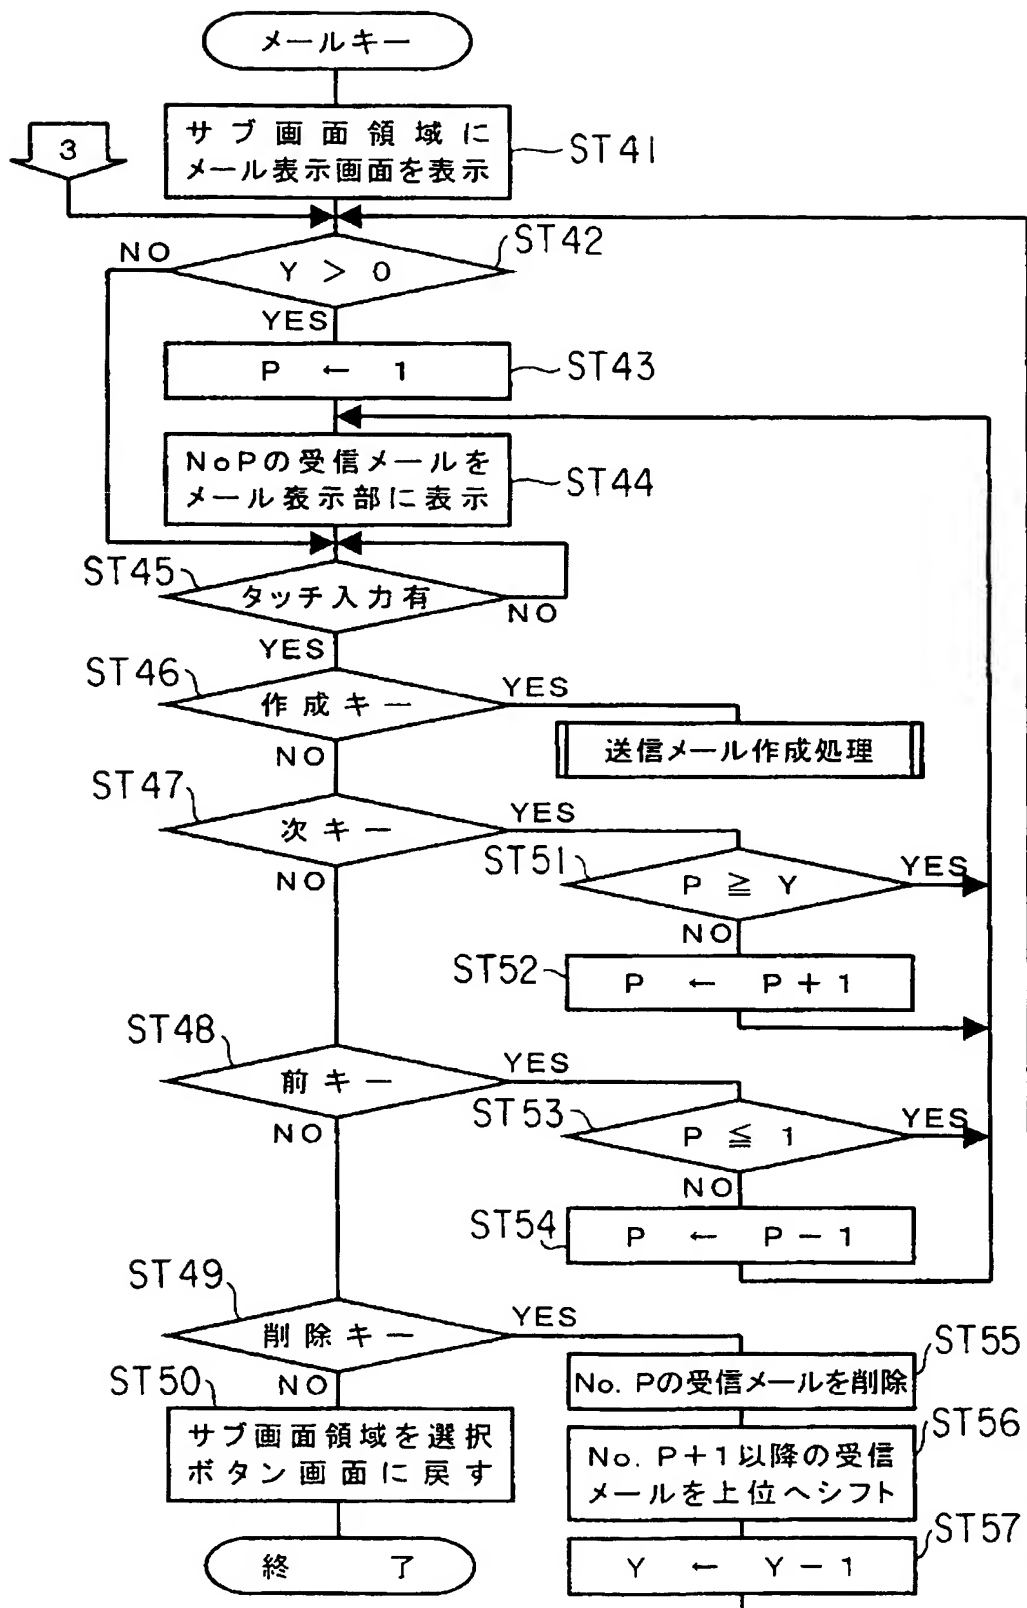 メールキー
サブ画面領域に
メール表示画面を表示
ST41
3
ST42
NO
Y > 0
YES
P ← 1
ST43
NoPの受信メールを
メール表示部に表示
ST44
ST45
タッチ入力有
NO
YES
ST46
作成キー
YES
送信メール作成処理
NO
ST47
次キー
YES
NO
ST51
P ≧ Y
YES
NO
ST52
P ← P+1
ST48
前キー
YES
NO
ST53
P ≦ 1
YES
NO
ST54
P ← P-1
ST49
削除キー
YES
NO
ST55
No. Pの受信メールを削除
ST50
サブ画面領域を選択
ボタン画面に戻す
ST56
No. P+1以降の受信
メールを上位へシフト
ST57
Y ← Y-1
終 了